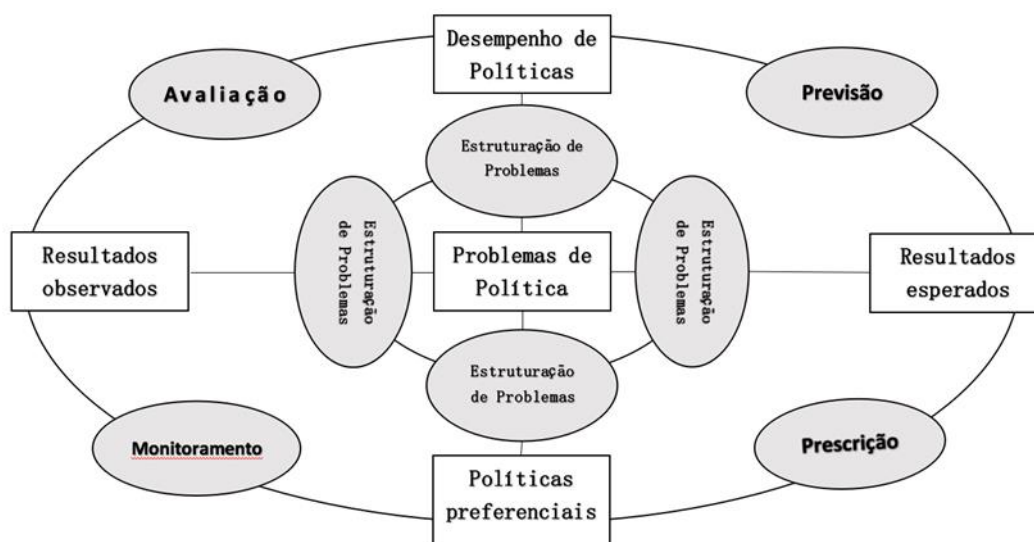 Desempenho de
Políticas
Avaliação
Previsão
Estruturação de
Problemas
Estruturação
de Problemas
Estruturação
de Problemas
Resultados
observados
Problemas de
Política
Resultados
esperados
Estruturação
de Problemas
Monitoramento
Prescrição
Políticas
preferenciais